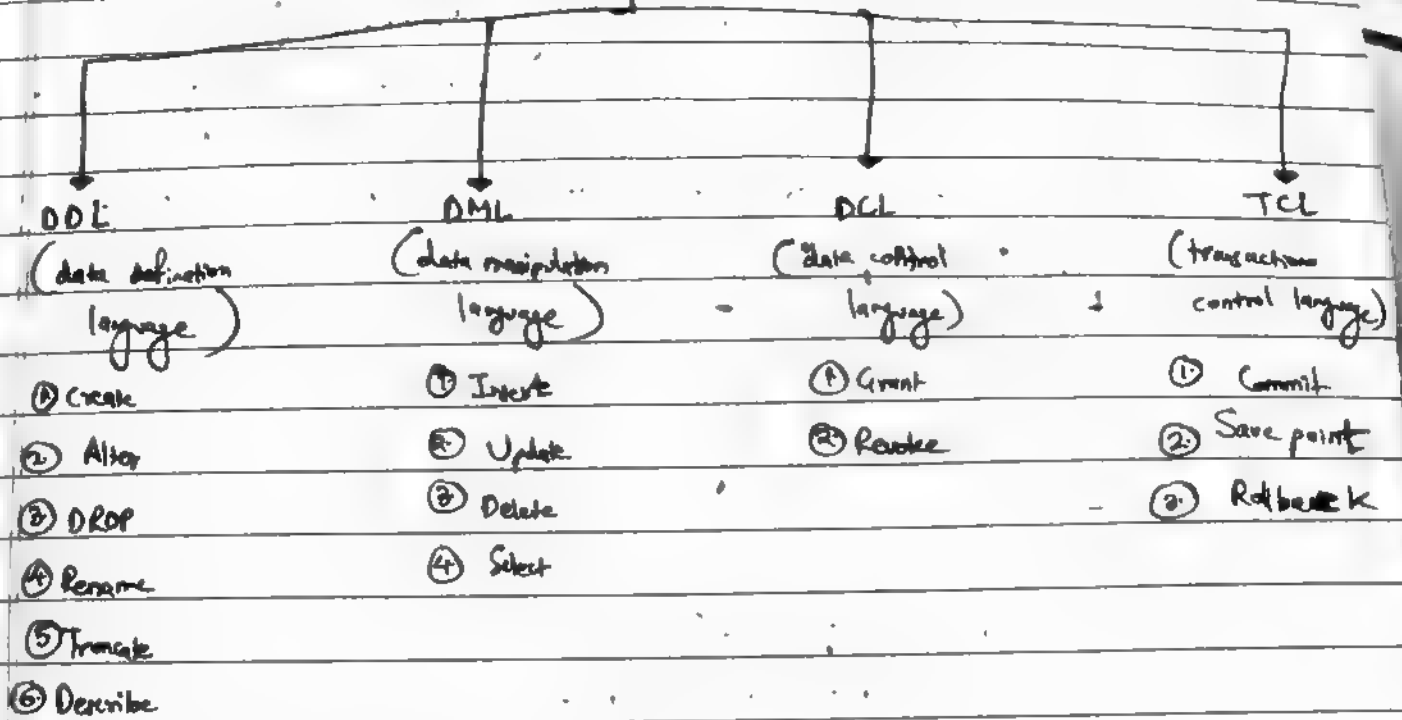 DDL
(data defination
language)
① Create
② Alter
③ DROP
④ Rename
⑤ Truncate
⑥ Describe
DML
(data manipulation
language)
① Inserte
② Update
③ Delete
④ Select
DCL
(data control
language)
① Grant
② Revoke
TCL
(transaction
control language)
① Commit
② Save point
③ Rollback